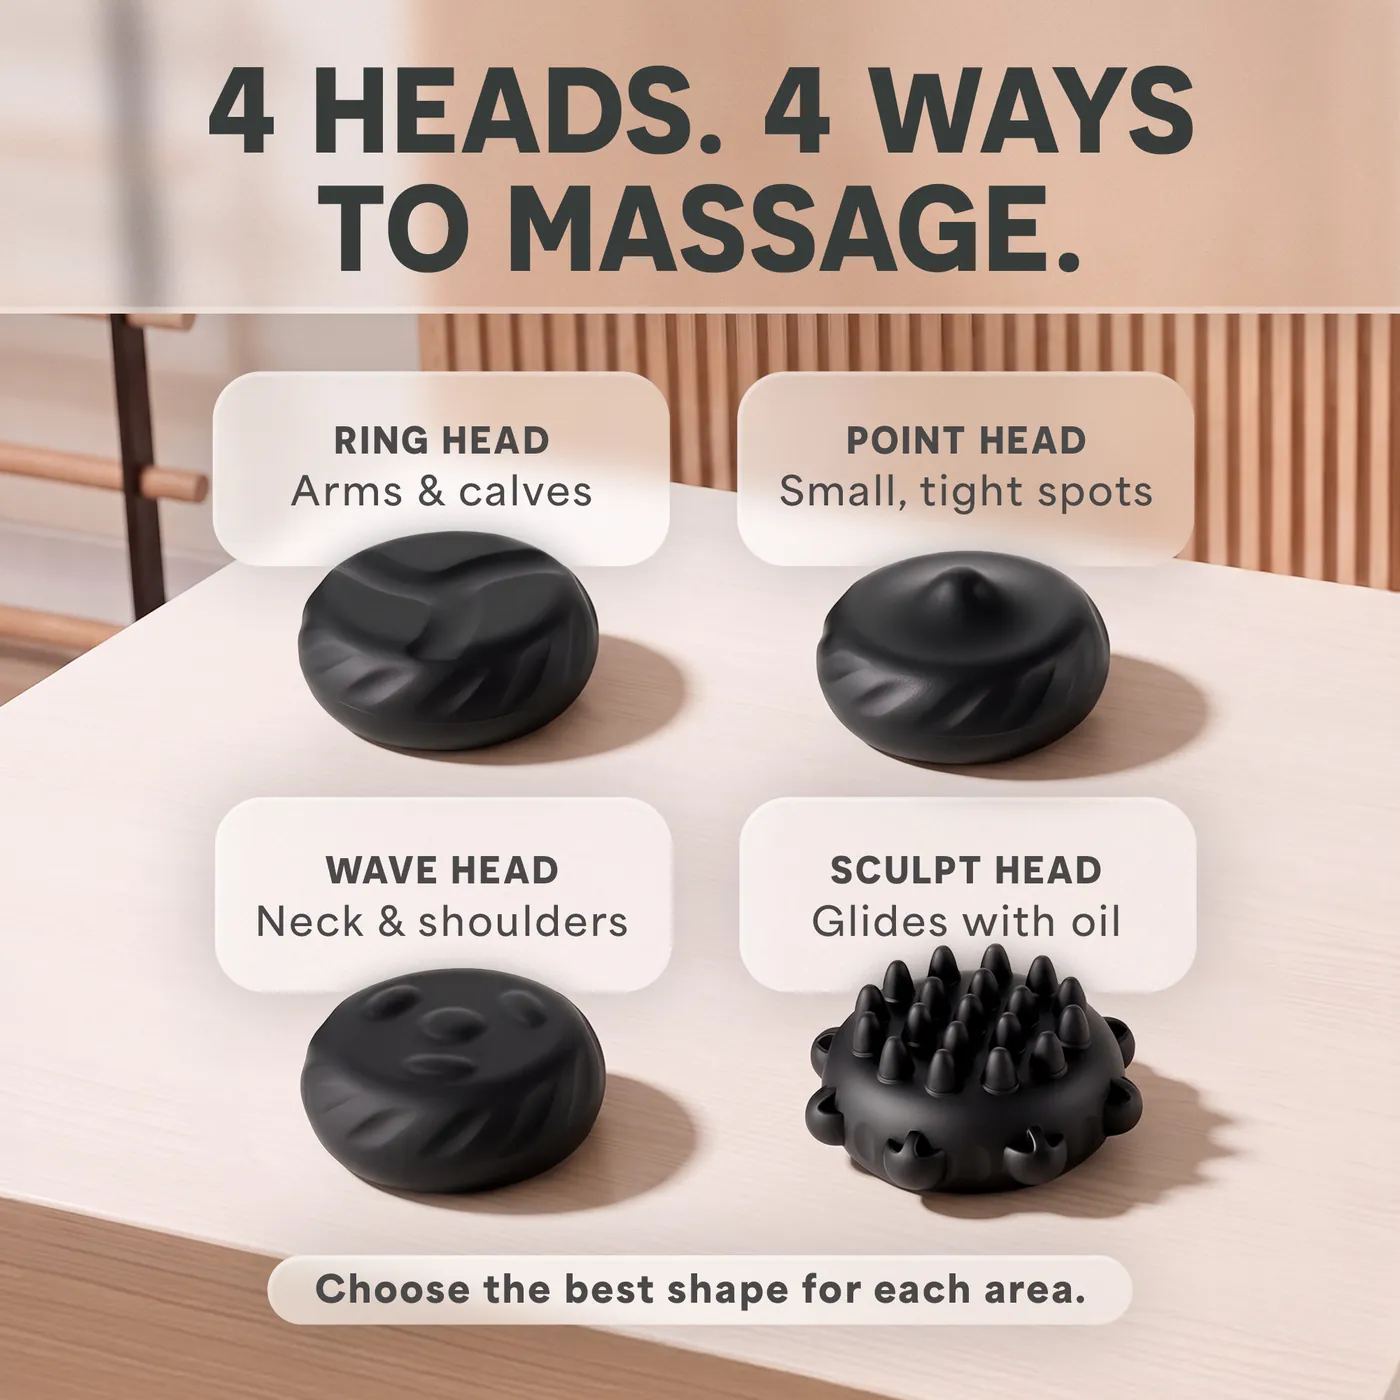 4 HEADS. 4 WAYS
TO MASSAGE.
RING HEAD
Arms & calves
POINT HEAD
Small, tight spots
WAVE HEAD
Neck & shoulders
SCULPT HEAD
Glides with oil
Choose the best shape for each area.